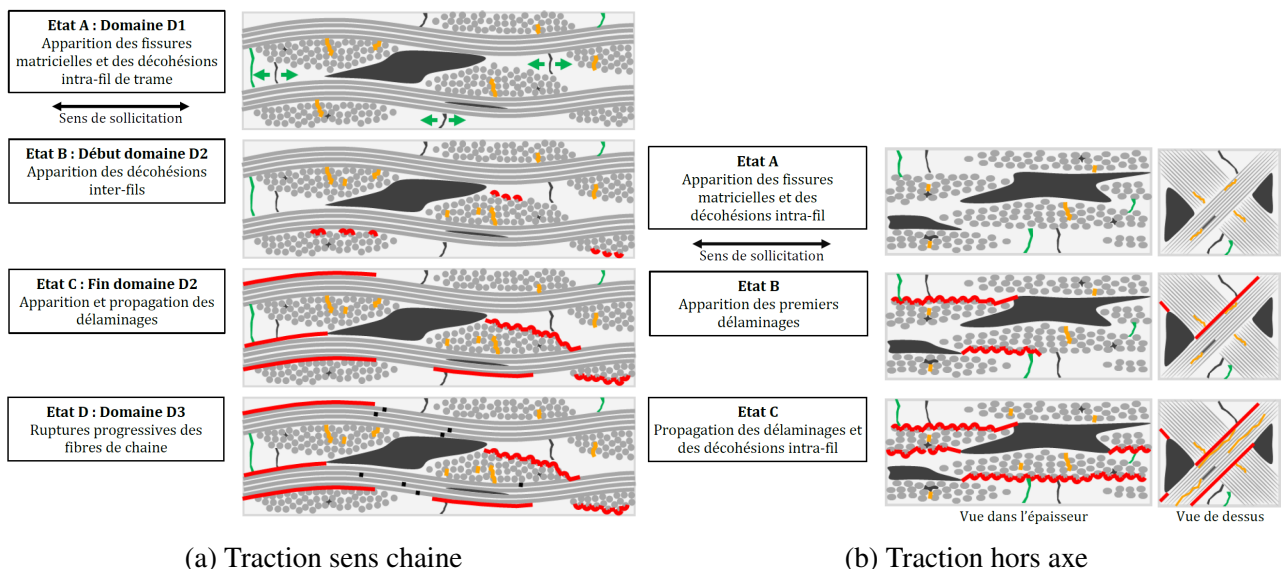 Etat A : Domaine D1
Apparition des fissures
matricielles et des décohésions
intra-fil de trame
Sens de sollicitation
Etat B : Début domaine D2
Apparition des décohésions
inter-fils
Etat C : Fin domaine D2
Apparition et propagation des
délaminages
Etat D : Domaine D3
Ruptures progressives des
fibres de chaine
(a) Traction sens chaine
Etat A
Apparition des fissures
matricielles et des
décohésions intra-fil
Sens de sollicitation
Etat B
Apparition des premiers
délaminages
Etat C
Propagation des délaminages et
des décohésions intra-fil
Vue dans l'épaisseur
Vue de dessus
(b) Traction hors axe